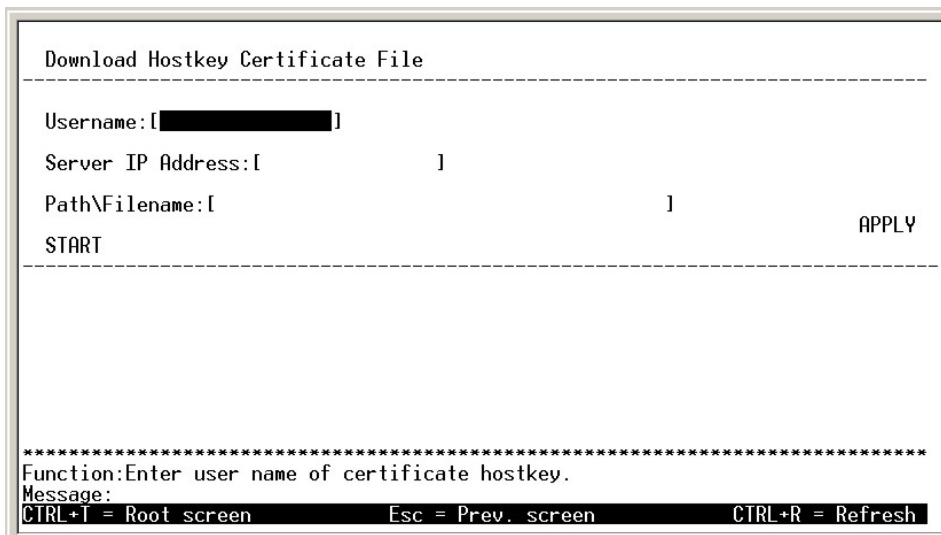 Download Hostkey Certificate File
--------------------------------------------------------------------------------
Username:[               ]
Server IP Address:[               ]
Path\Filename:[                                       ]
APPLY
START
--------------------------------------------------------------------------------
*******************************************************************************
Function:Enter user name of certificate hostkey.
Message:
CTRL+T = Root screen            Esc = Prev. screen            CTRL+R = Refresh